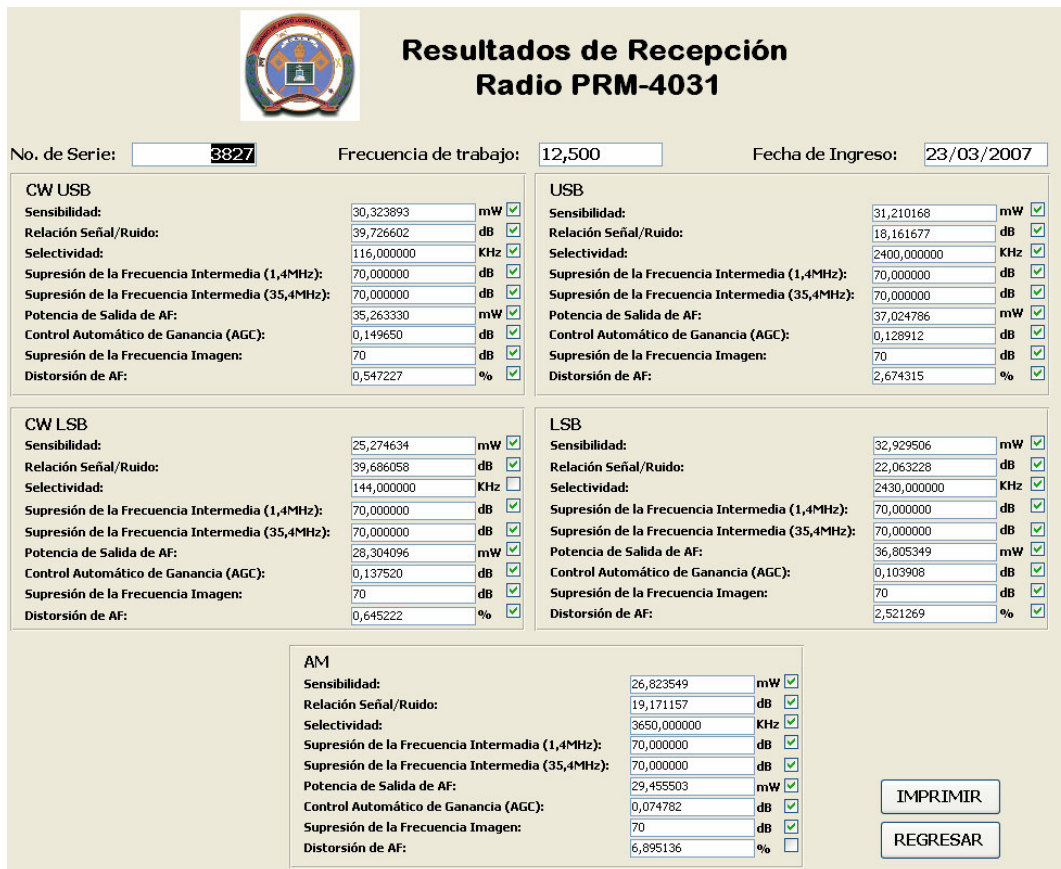 Resultados de Recepción
Radio PRM-4031
No. de Serie: 3827 Frecuencia de trabajo: 12,500 Fecha de Ingreso: 23/03/2007
CW USB
Sensibilidad: 30,323893 mW
Relación Señal/Ruido: 39,726602 dB
Selectividad: 116,000000 KHz
Supresión de la Frecuencia Intermedia (1,4MHz): 70,000000 dB
Supresión de la Frecuencia Intermedia (35,4MHz): 70,000000 dB
Potencia de Salida de AF: 35,263330 mW
Control Automático de Ganancia (AGC): 0,149650 dB
Supresión de la Frecuencia Imagen: 70 dB
Distorsión de AF: 0,547227 %
USB
Sensibilidad: 31,210168 mW
Relación Señal/Ruido: 18,161677 dB
Selectividad: 2400,000000 KHz
Supresión de la Frecuencia Intermedia (1,4MHz): 70,000000 dB
Supresión de la Frecuencia Intermedia (35,4MHz): 70,000000 dB
Potencia de Salida de AF: 37,024786 mW
Control Automático de Ganancia (AGC): 0,128912 dB
Supresión de la Frecuencia Imagen: 70 dB
Distorsión de AF: 2,674315 %
CW LSB
Sensibilidad: 25,274634 mW
Relación Señal/Ruido: 39,686058 dB
Selectividad: 144,000000 KHz
Supresión de la Frecuencia Intermedia (1,4MHz): 70,000000 dB
Supresión de la Frecuencia Intermedia (35,4MHz): 70,000000 dB
Potencia de Salida de AF: 28,304096 mW
Control Automático de Ganancia (AGC): 0,137520 dB
Supresión de la Frecuencia Imagen: 70 dB
Distorsión de AF: 0,645222 %
LSB
Sensibilidad: 32,929506 mW
Relación Señal/Ruido: 22,063228 dB
Selectividad: 2430,000000 KHz
Supresión de la Frecuencia Intermedia (1,4MHz): 70,000000 dB
Supresión de la Frecuencia Intermedia (35,4MHz): 70,000000 dB
Potencia de Salida de AF: 36,805349 mW
Control Automático de Ganancia (AGC): 0,103908 dB
Supresión de la Frecuencia Imagen: 70 dB
Distorsión de AF: 2,521269 %
AM
Sensibilidad: 26,823549 mW
Relación Señal/Ruido: 19,171157 dB
Selectividad: 3650,000000 KHz
Supresión de la Frecuencia Intermadia (1,4MHz): 70,000000 dB
Supresión de la Frecuencia Intermedia (35,4MHz): 70,000000 dB
Potencia de Salida de AF: 29,455503 mW
Control Automático de Ganancia (AGC): 0,074782 dB
Supresión de la Frecuencia Imagen: 70 dB
Distorsión de AF: 6,895136 %
IMPRIMIR
REGRESAR